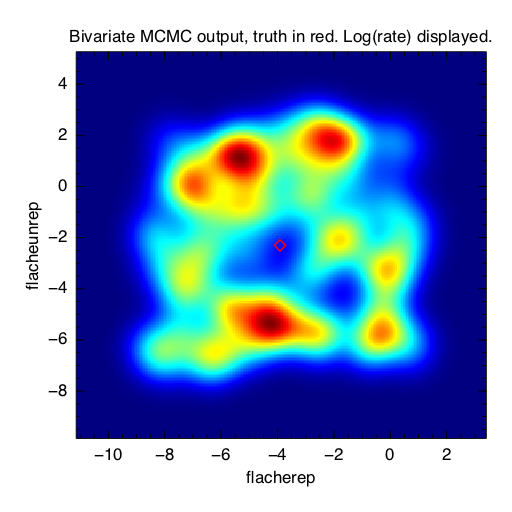 Bivariate MCMC output, truth in red. Log(rate) displayed.
4
2
0
−2
−4
−6
−8
flacheunrep
−10 −8 −6 −4 −2 0 2
flacherep